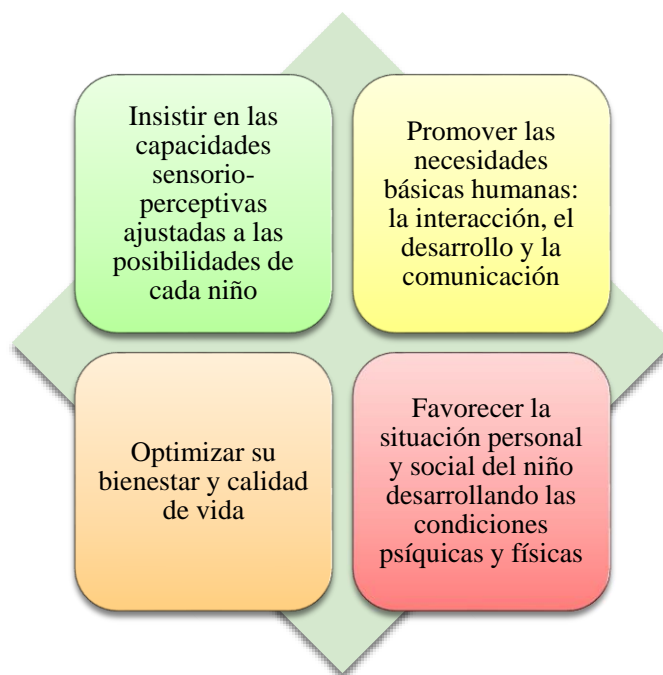 Insistir en las
capacidades
sensorio-
perceptivas
ajustadas a las
posibilidades de
cada niño
Promover las
necesidades
básicas humanas:
la interacción, el
desarrollo y la
comunicación
Optimizar su
bienestar y calidad
de vida
Favorecer la
situación personal
y social del niño
desarrollando las
condiciones
psíquicas y físicas